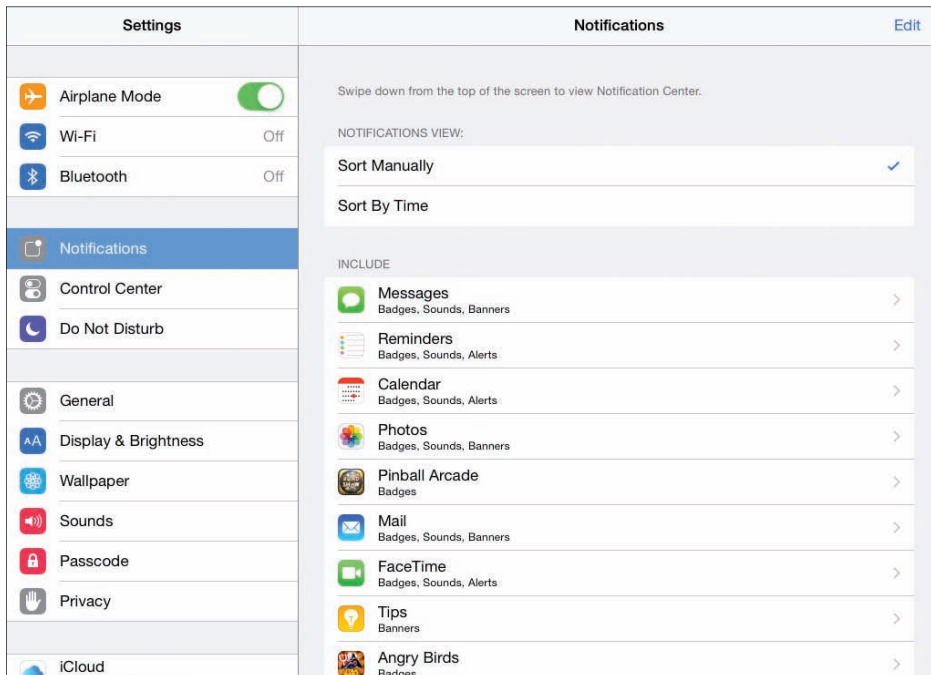 Settings
Airplane Mode
Wi-Fi Off
Bluetooth Off
Notifications
Control Center
Do Not Disturb
General
AA Display & Brightness
Wallpaper
Sounds
Passcode
Privacy
iCloud
Notifications Edit
Swipe down from the top of the screen to view Notification Center.
NOTIFICATIONS VIEW:
Sort Manually
Sort By Time
INCLUDE
Messages
Badges, Sounds, Banners
Reminders
Badges, Sounds, Alerts
Calendar
Badges, Sounds, Alerts
Photos
Badges, Sounds, Banners
Pinball Arcade
Badges
Mail
Badges, Sounds, Banners
FaceTime
Badges, Sounds, Alerts
Tips
Banners
Angry Birds
Badges